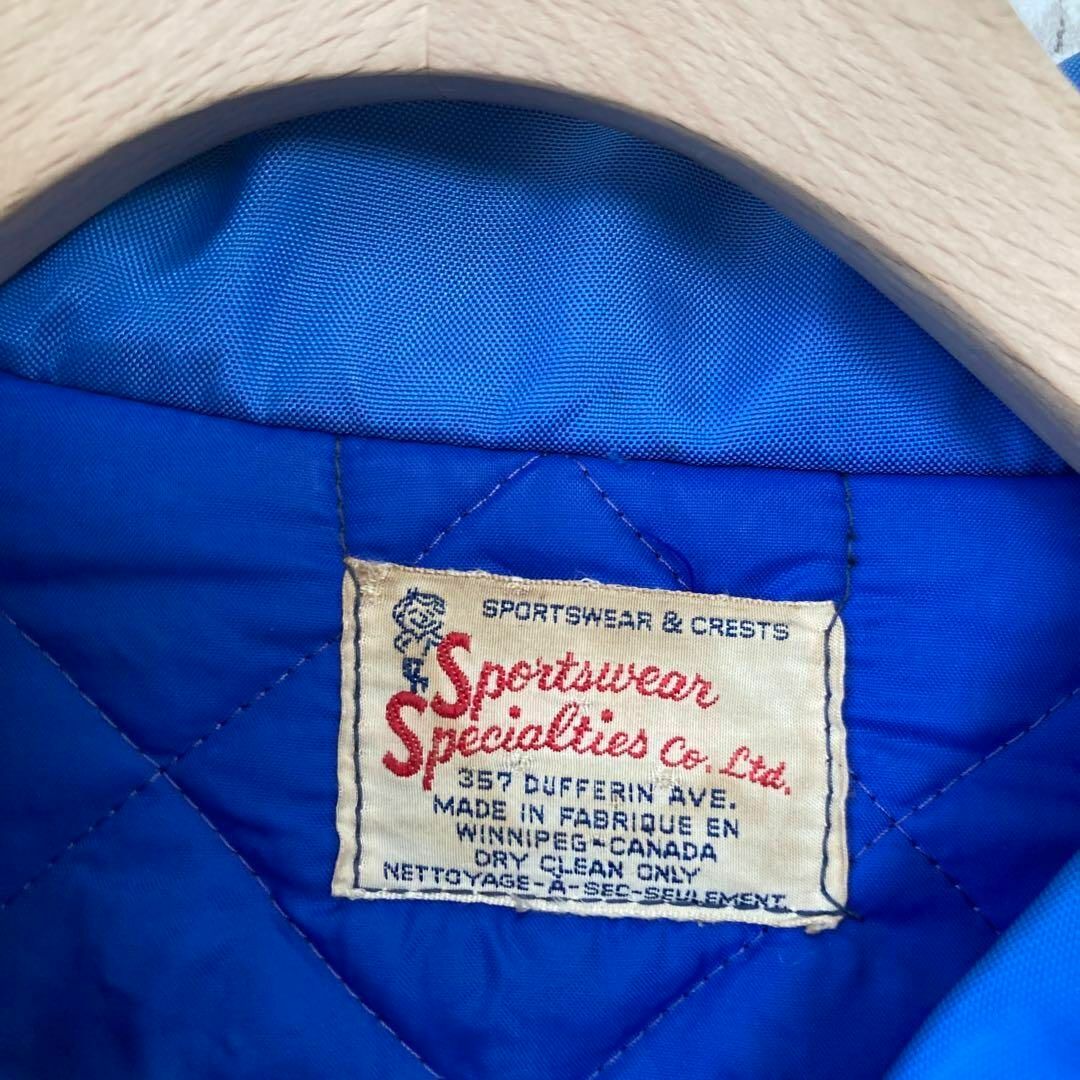 SPORTSWEAR & CRESTS
Sportswear
Specialties Co. Ltd.
357 DUFFERIN AVE.
MADE IN FABRIQUE EN
WINNIPEG-CANADA
DRY CLEAN ONLY
NETTOYAGE-À-SEC-SEULEMENT.